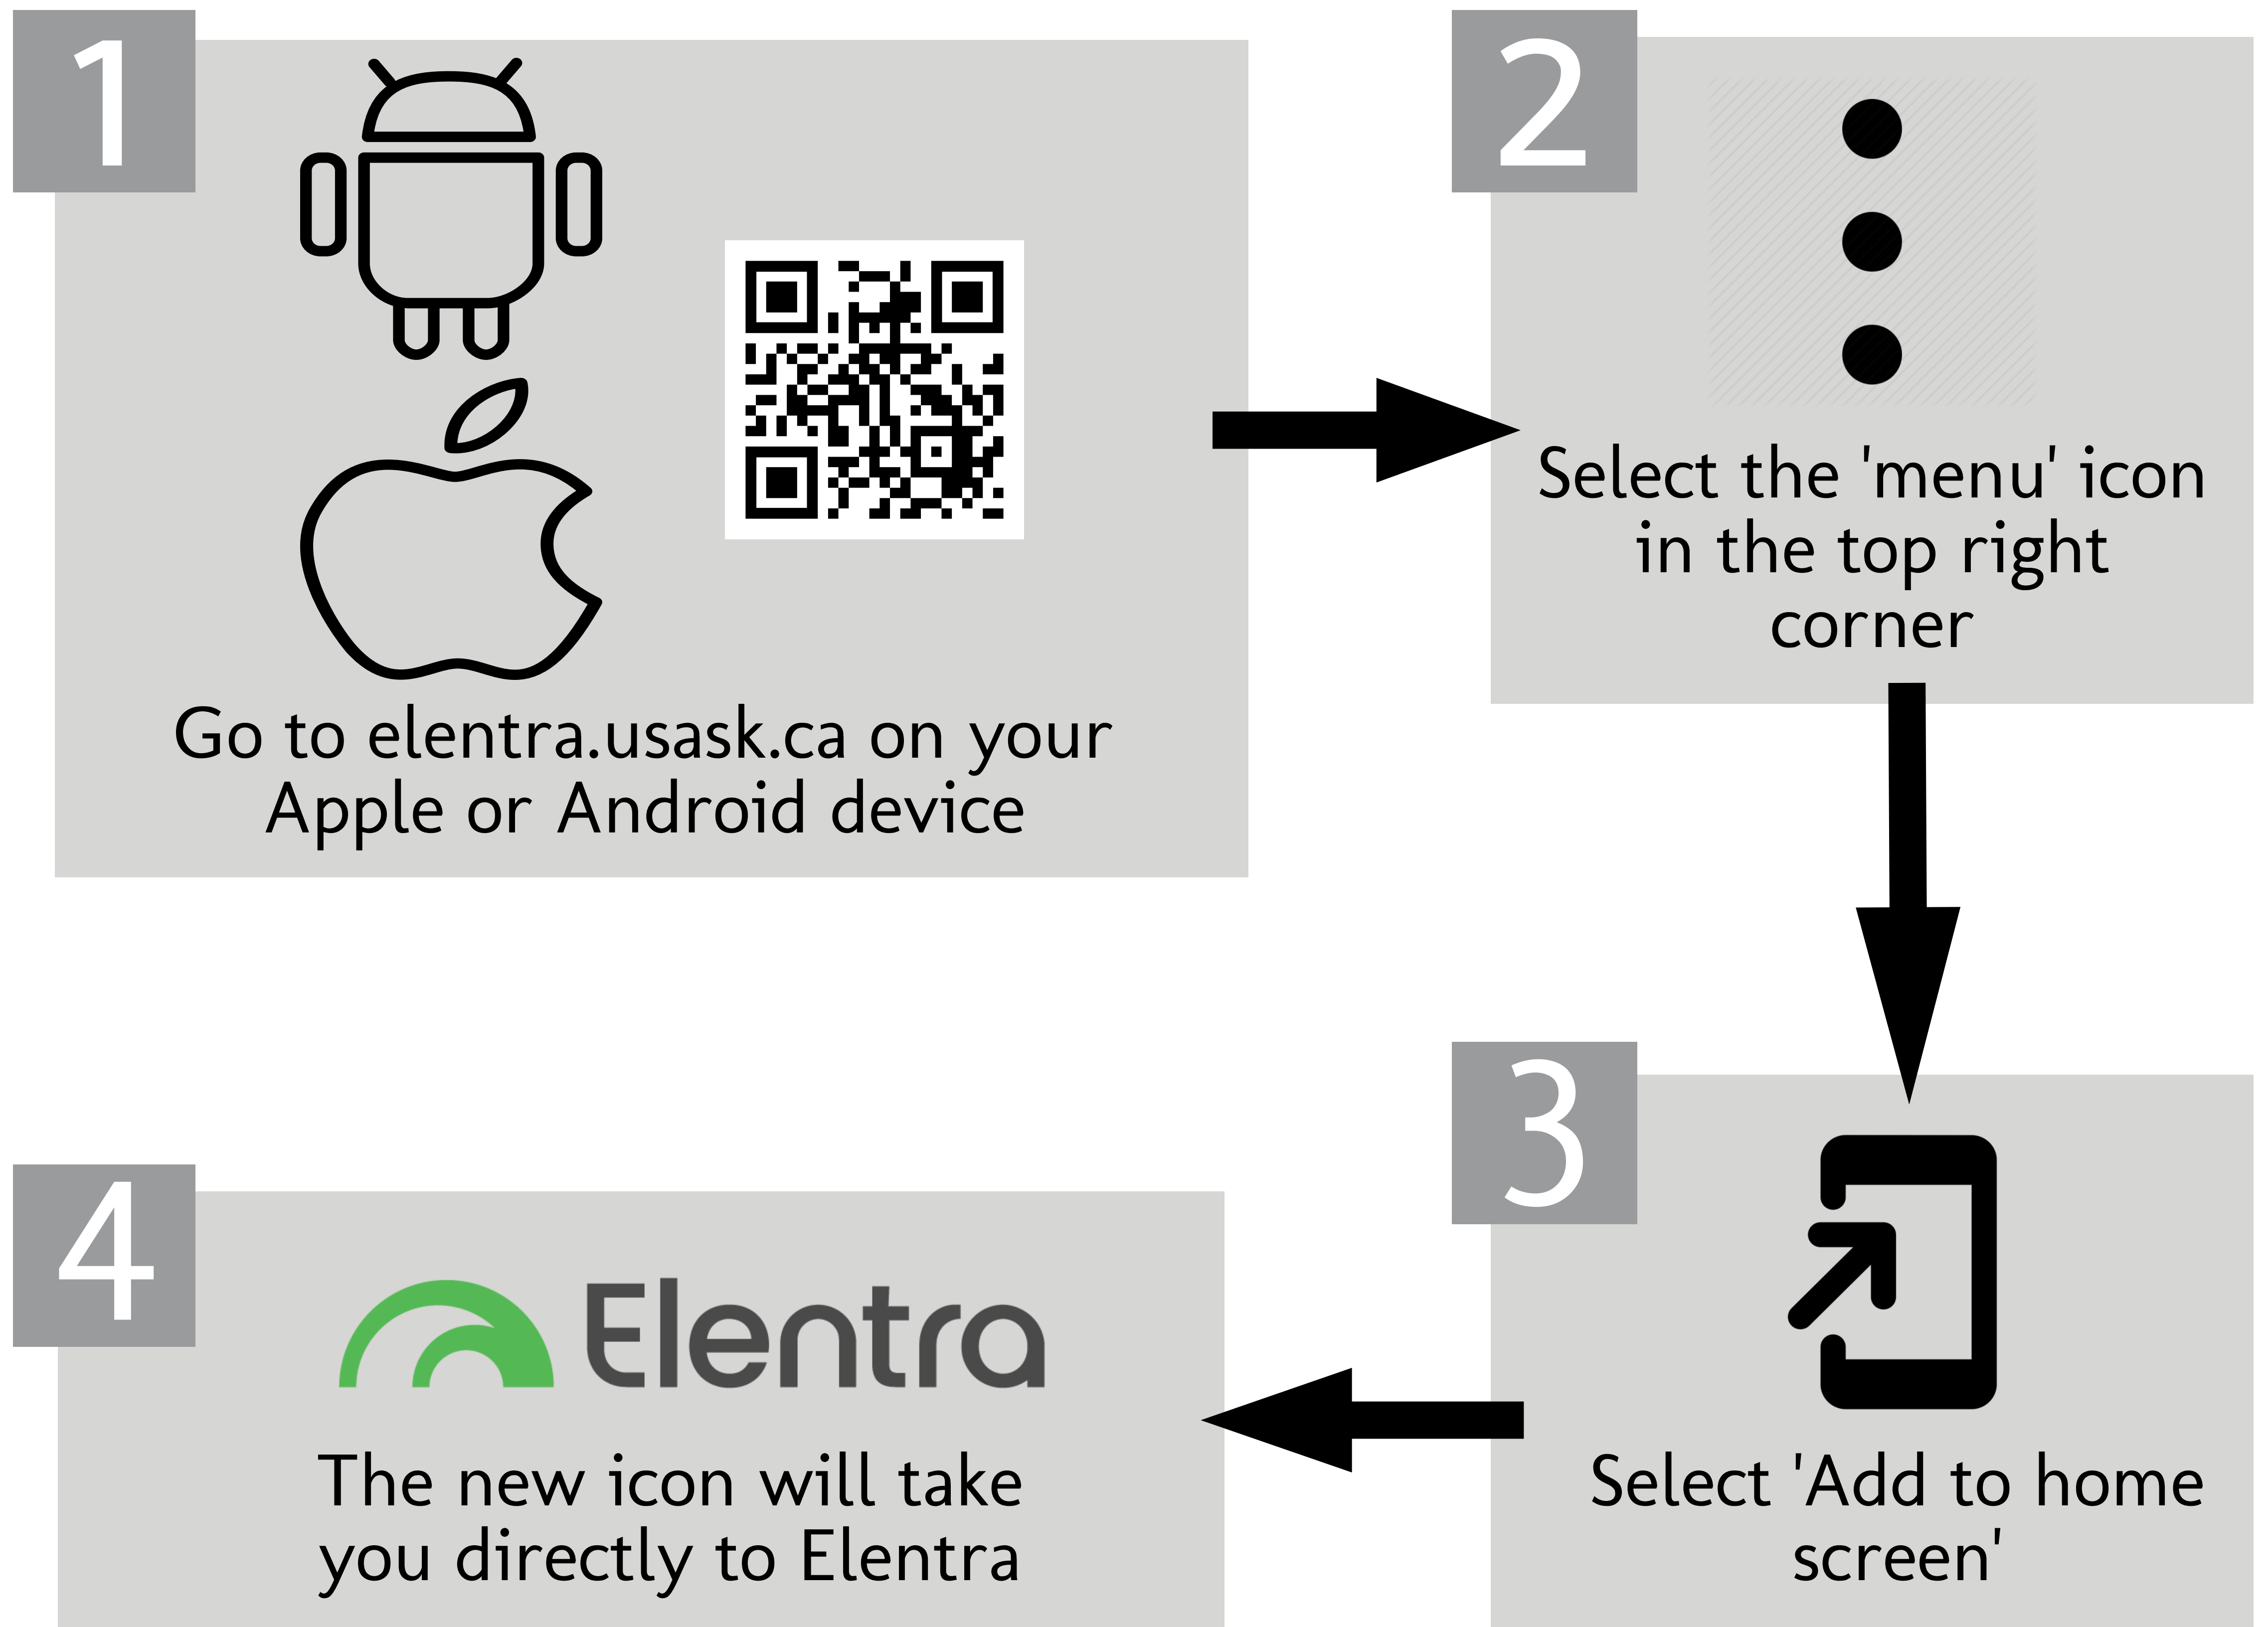 1
Go to elentra.usask.ca on your
Apple or Android device
2
Select the 'menu' icon
in the top right
corner
3
Select 'Add to home
screen'
4
Elentra
The new icon will take
you directly to Elentra